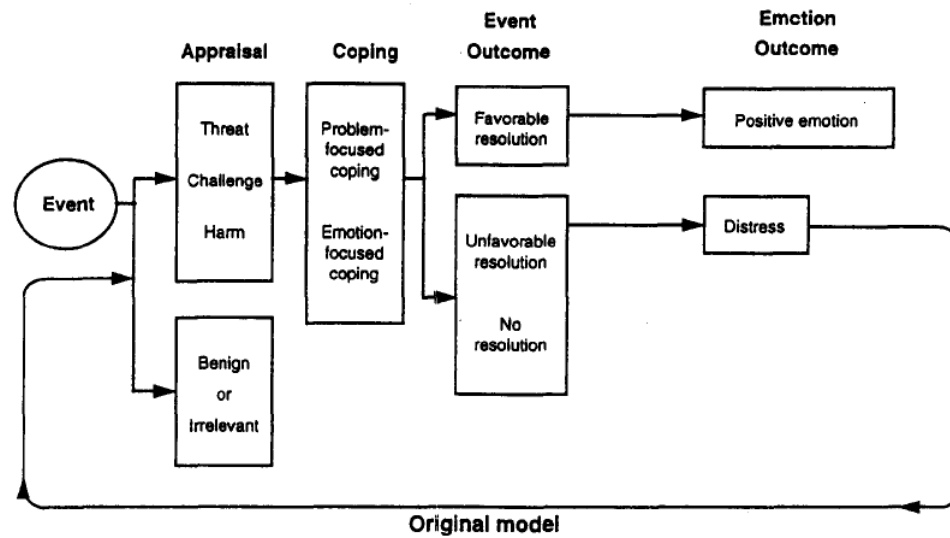 Appraisal
Coping
Event
Outcome
Emction
Outcome
Event
Threat
Challenge
Harm
Benign
or
irrelevant
Problem-
focused
coping
Emotion-
focused
coping
Favorable
resolution
Unfavorable
resolution
No
resolution
Positive emotion
Distress
Original model